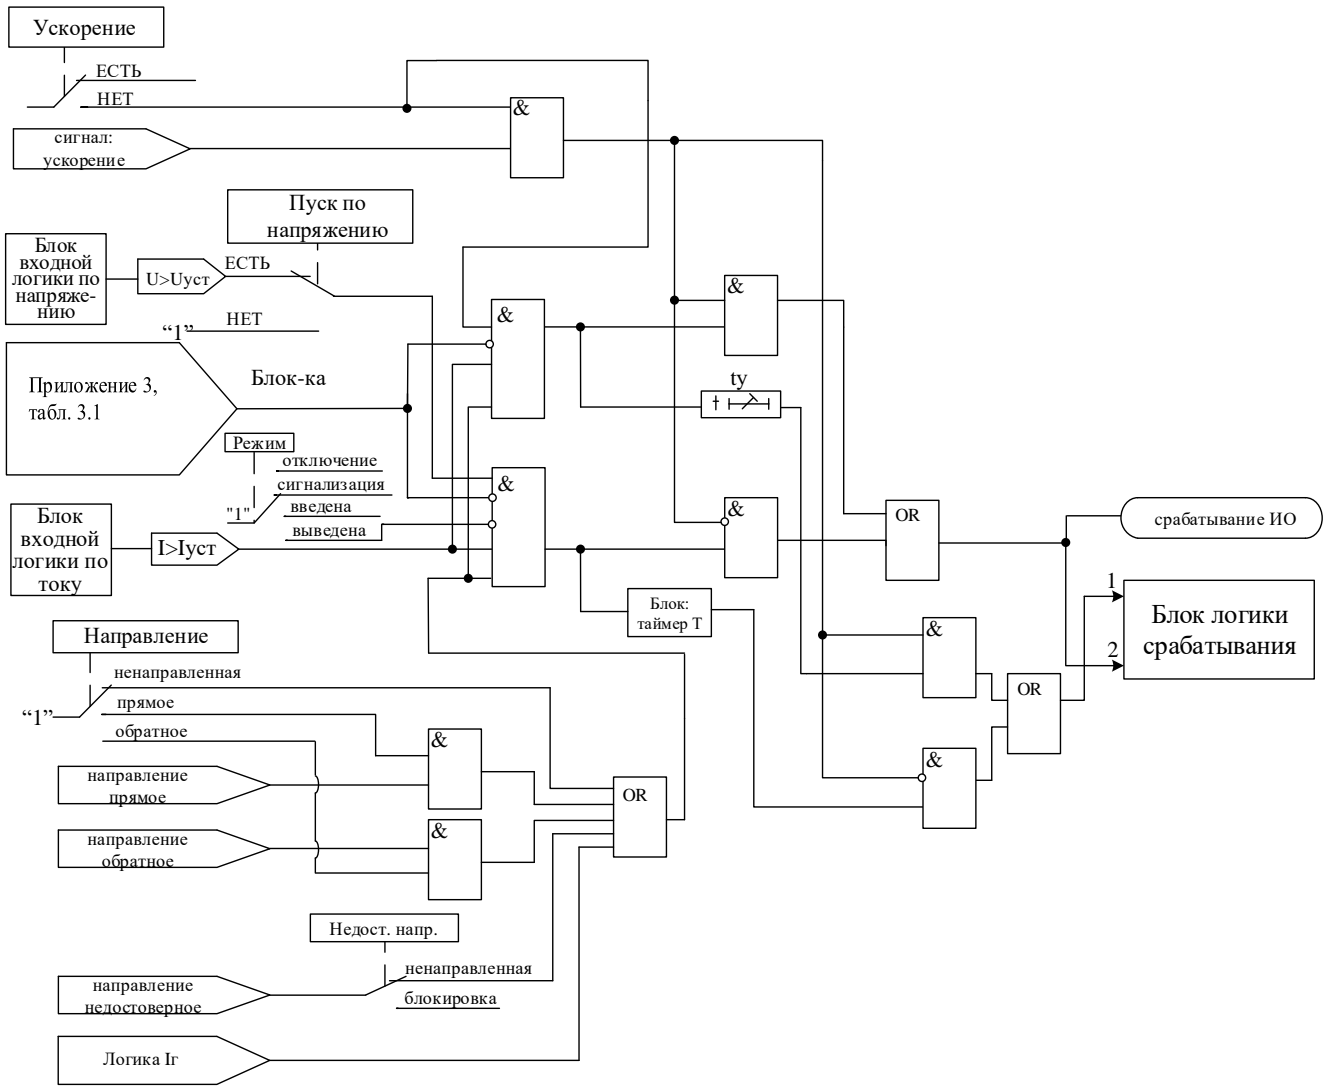 Ускорение
ЕСТЬ
НЕТ
&
сигнал:
ускорение
Пуск по
напряжению
Блок
входной
логики по
напряже-
нию
U>Uуст
ЕСТЬ
“1”
НЕТ
&
&
Приложение 3,
табл. 3.1
Блок-ка
ty
Режим
отключение
сигнализация
"1"
введена
выведена
&
&
Блок
входной
логики по
току
I>Iуст
OR
срабатывание ИО
Блок:
таймер Т
1
2
Блок логики
срабатывания
&
Направление
ненаправленная
“1”
прямое
обратное
OR
&
&
направление
прямое
OR
&
направление
обратное
Недост. напр.
ненаправленная
блокировка
направление
недостоверное
Логика Iг